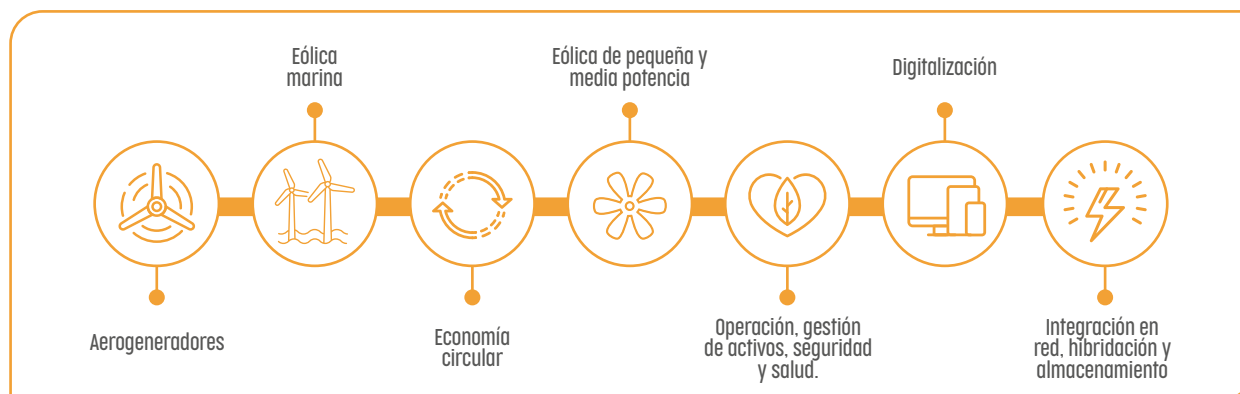 Aerogeneradores
Eólica
marina
Economía
circular
Eólica de pequeña y
media potencia
Operación, gestión
de activos, seguridad
y salud.
Digitalización
Integración en
red, hibridación y
almacenamiento